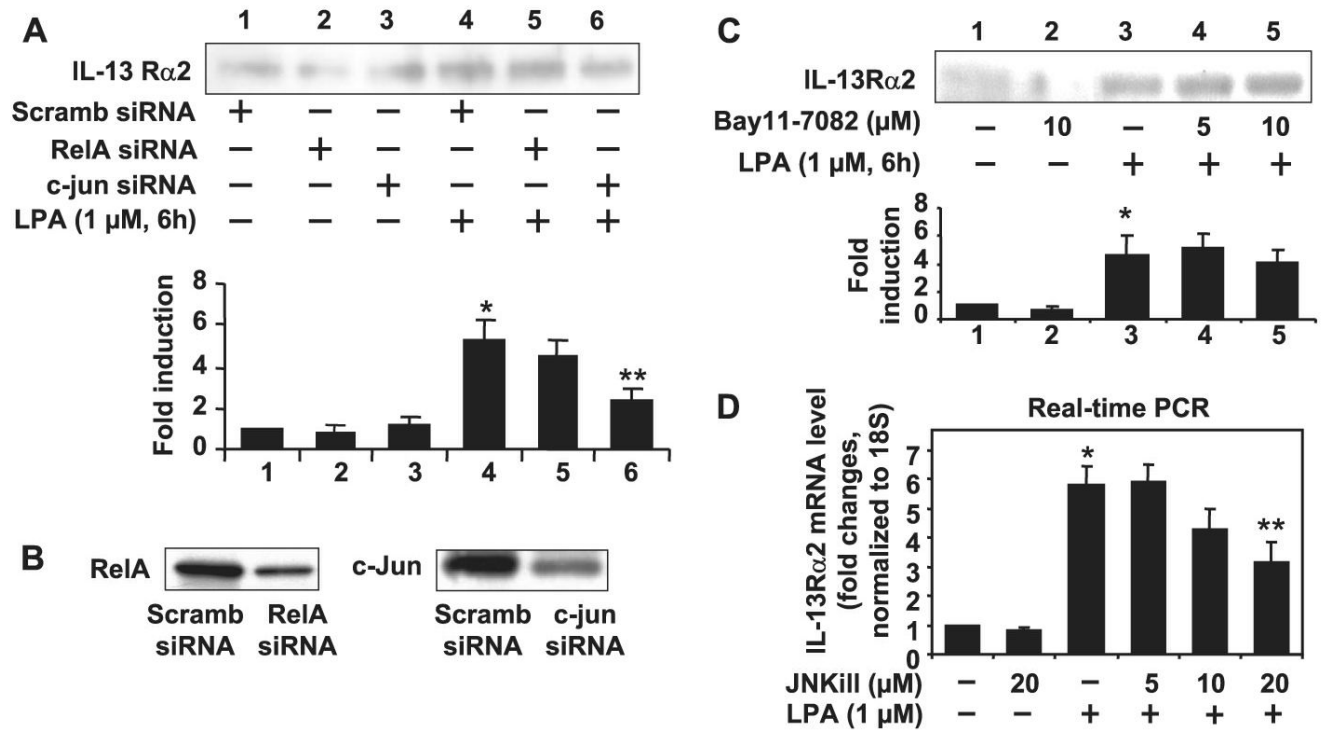 A
1 2 3 4 5 6
IL-13 Rα2
Scramb siRNA + − − + − −
RelA siRNA − + − − + −
c-jun siRNA − − + − − +
LPA (1 µM, 6h) − − − + + +
Fold induction
8
6
4
2
0
*
**
1 2 3 4 5 6
B
RelA
Scramb siRNA
RelA siRNA
c-Jun
Scramb siRNA
c-jun siRNA
C
1 2 3 4 5
IL-13Rα2
Bay11-7082 (µM) − 10 − 5 10
LPA (1 µM, 6h) − − + + +
Fold induction
8
6
4
2
0
*
1 2 3 4 5
D
Real-time PCR
IL-13Rα2 mRNA level
(fold changes,
normalized to 18S)
7
6
5
4
3
2
1
0
*
**
JNKiII (µM) − 20 − 5 10 20
LPA (1 µM) − − + + + +